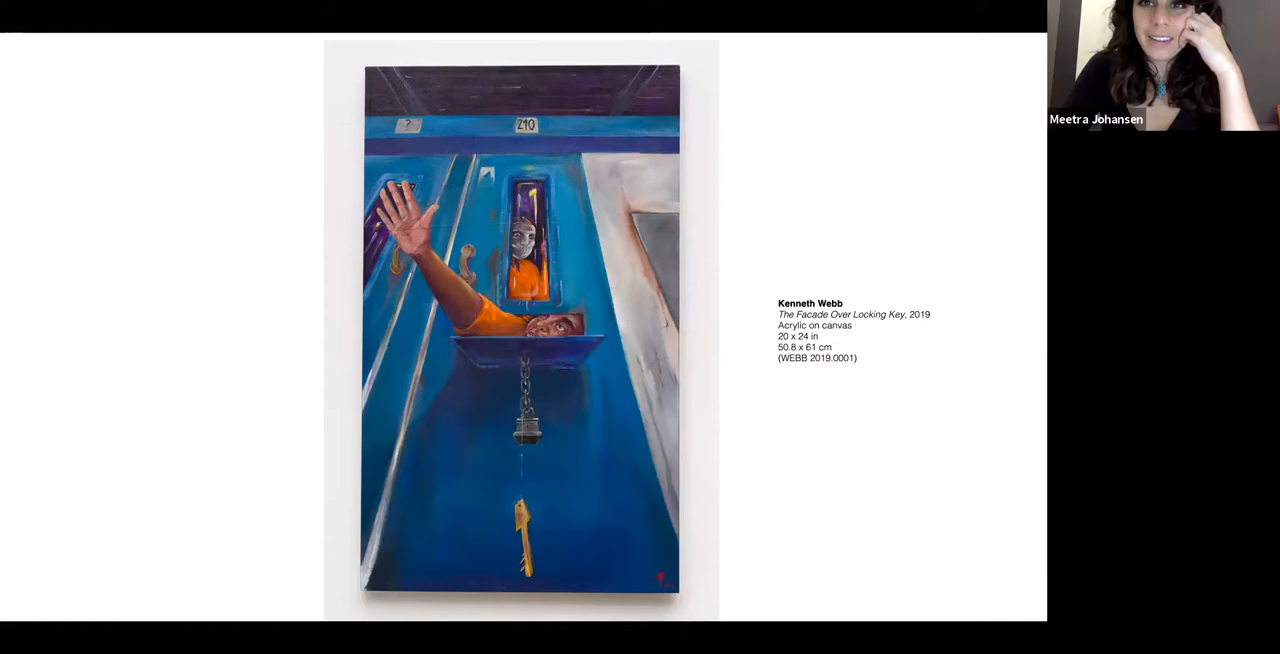 ?
210
Kenneth Webb
The Facade Over Locking Key, 2019
Acrylic on canvas
20 x 24 in
50.8 x 61 cm
(WEBB 2019.0001)
Meetra Johansen